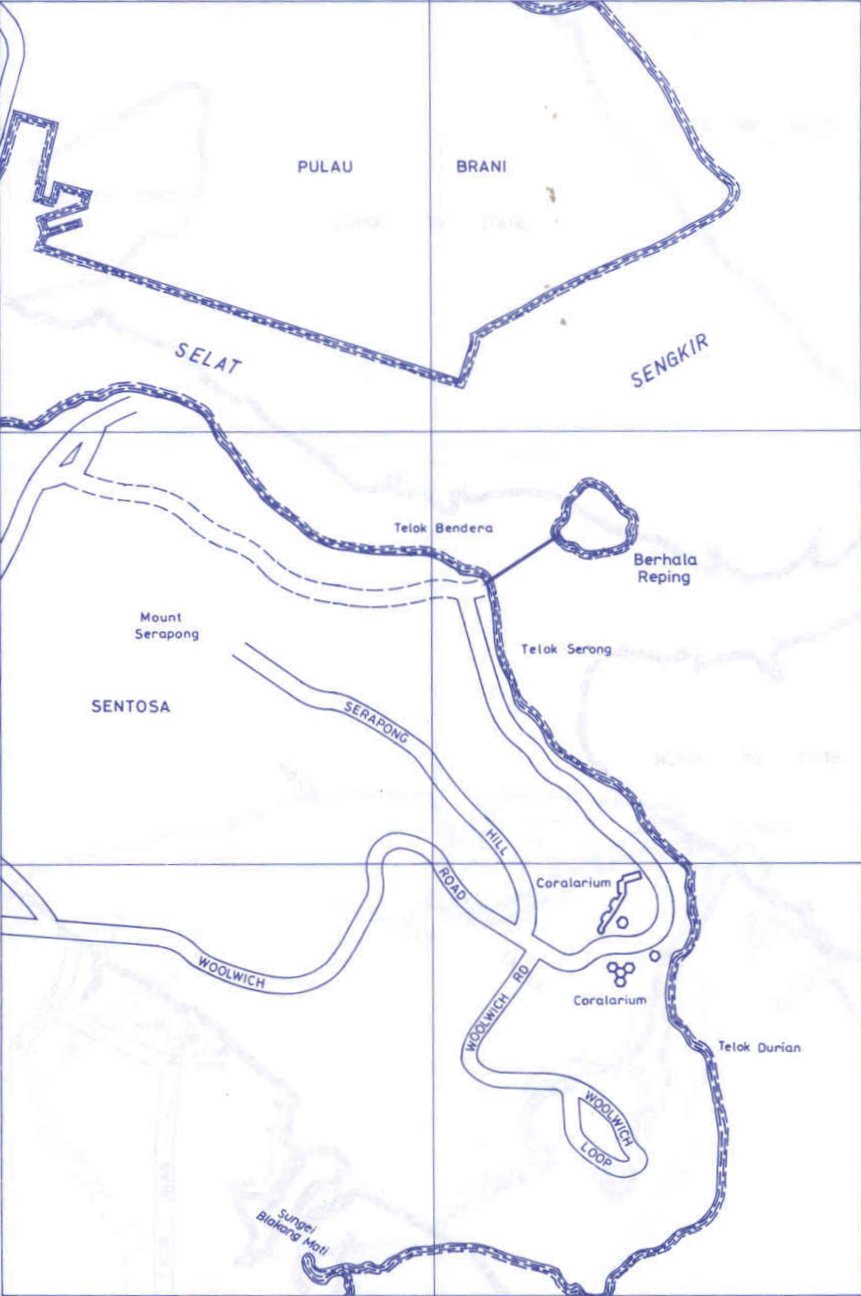 PULAU BRANI
SELAT
SENGKIR
Telok Bendera
Berhala
Reping
Mount
Serapong
Telok Serong
SENTOSA
SERAPONG
HILL
ROAD
Coralarium
WOOLWICH
WOOLWICH RD
Coralarium
Telok Durian
WOOLWICH
LOOP
Sungei
Blakang Mati